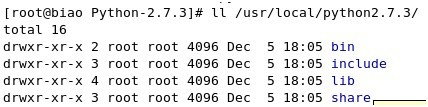 [root@biao Python-2.7.3]# ll /usr/local/python2.7.3/
total 16
drwxr-xr-x 2 root root 4096 Dec  5 18:05 bin
drwxr-xr-x 3 root root 4096 Dec  5 18:05 include
drwxr-xr-x 4 root root 4096 Dec  5 18:05 lib
drwxr-xr-x 3 root root 4096 Dec  5 18:05 share